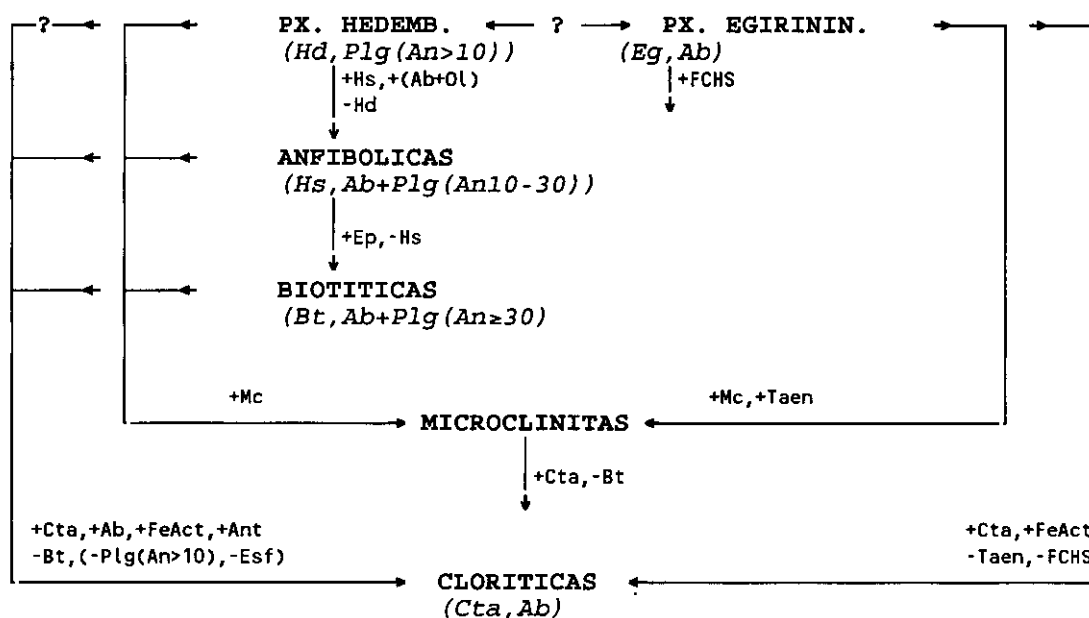 ? PX. HEDEMB. ? PX. EGIRININ.
(Hd,Plg(An>10)) (Eg,Ab)
+Hs,+(Ab+Ol) +FCHS
-Hd
ANFIBOLICAS
(Hs,Ab+Plg(An10-30))
+Ep,-Hs
BIOTITICAS
(Bt,Ab+Plg(An≥30)
+Mc +Mc,+Taen
MICROCLINITAS
+Cta,-Bt
+Cta,+Ab,+FeAct,+Ant +Cta,+FeAct
-Bt,(-Plg(An>10),-Esf) -Taen,-FCHS
CLORITICAS
(Cta,Ab)